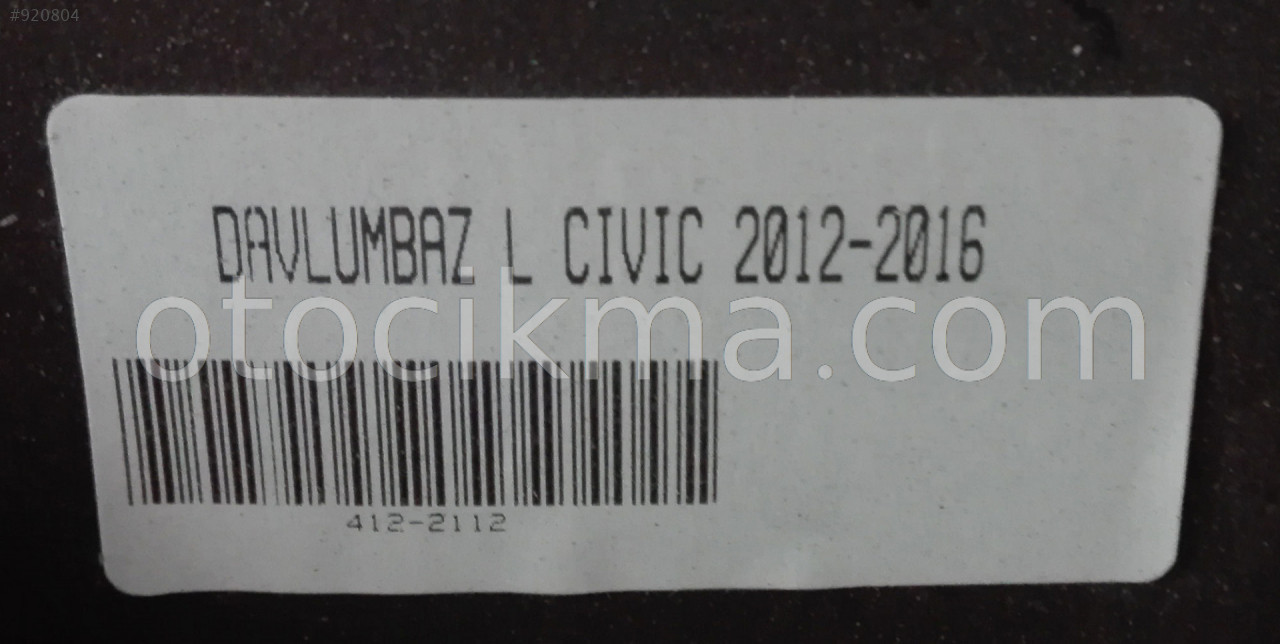 #920804
DAVLUMBAZ L CIVIC 2012-2016
otocikma.com
412-2112